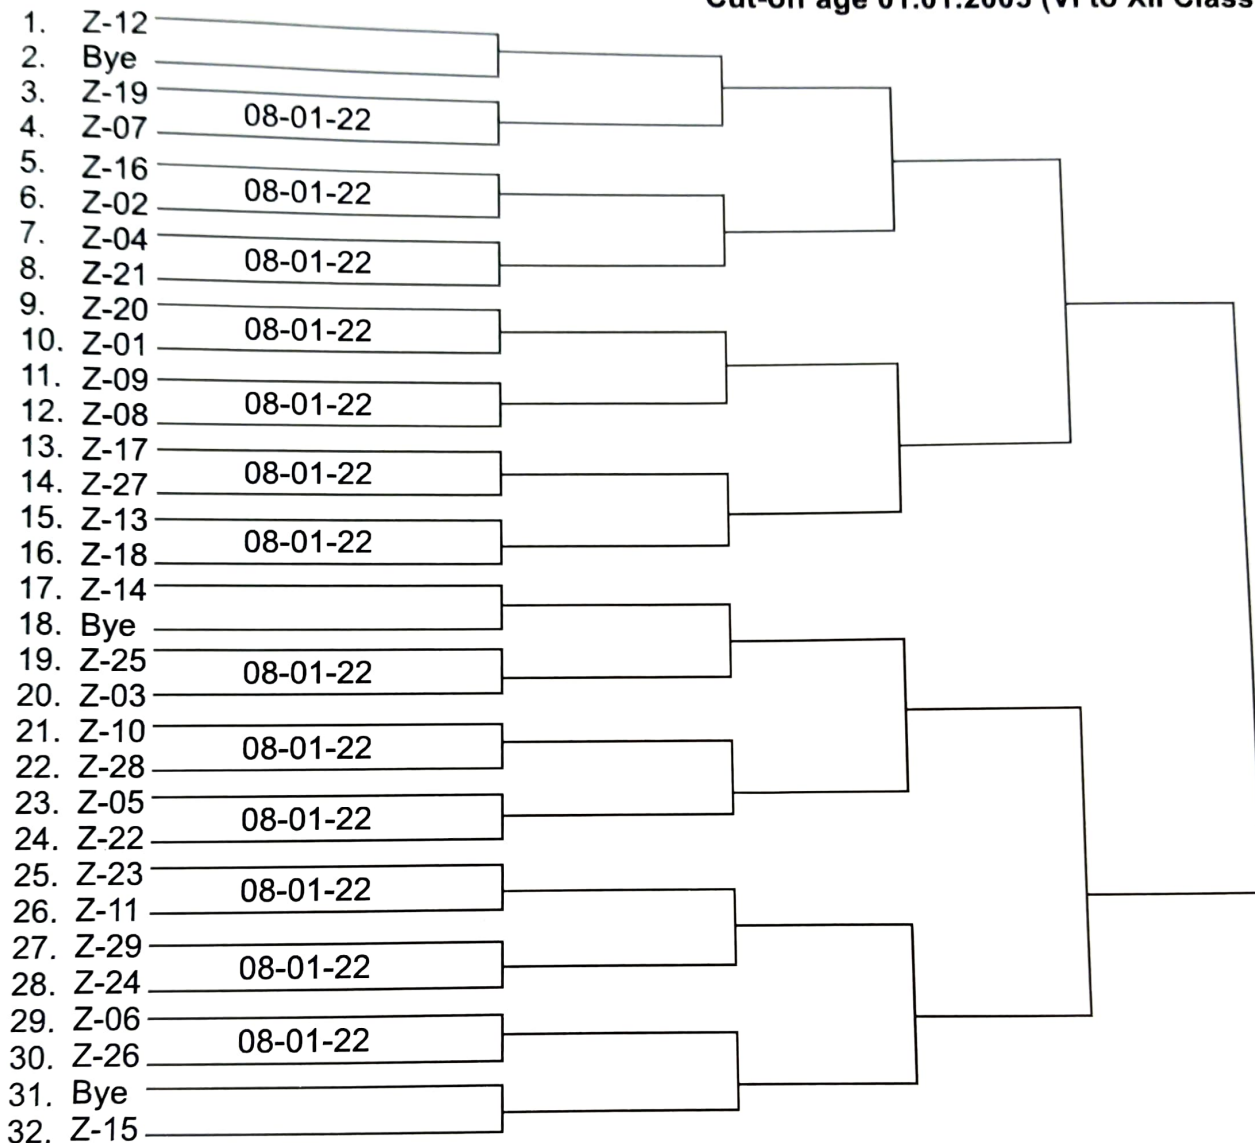 Cut-off age 01.01.2003 (VI to XII Class
1. Z-12
2. Bye
3. Z-19
08-01-22
4. Z-07
5. Z-16
08-01-22
6. Z-02
7. Z-04
08-01-22
8. Z-21
9. Z-20
08-01-22
10. Z-01
11. Z-09
08-01-22
12. Z-08
13. Z-17
08-01-22
14. Z-27
15. Z-13
08-01-22
16. Z-18
17. Z-14
18. Bye
19. Z-25
08-01-22
20. Z-03
21. Z-10
08-01-22
22. Z-28
23. Z-05
08-01-22
24. Z-22
25. Z-23
08-01-22
26. Z-11
27. Z-29
08-01-22
28. Z-24
29. Z-06
08-01-22
30. Z-26
31. Bye
32. Z-15